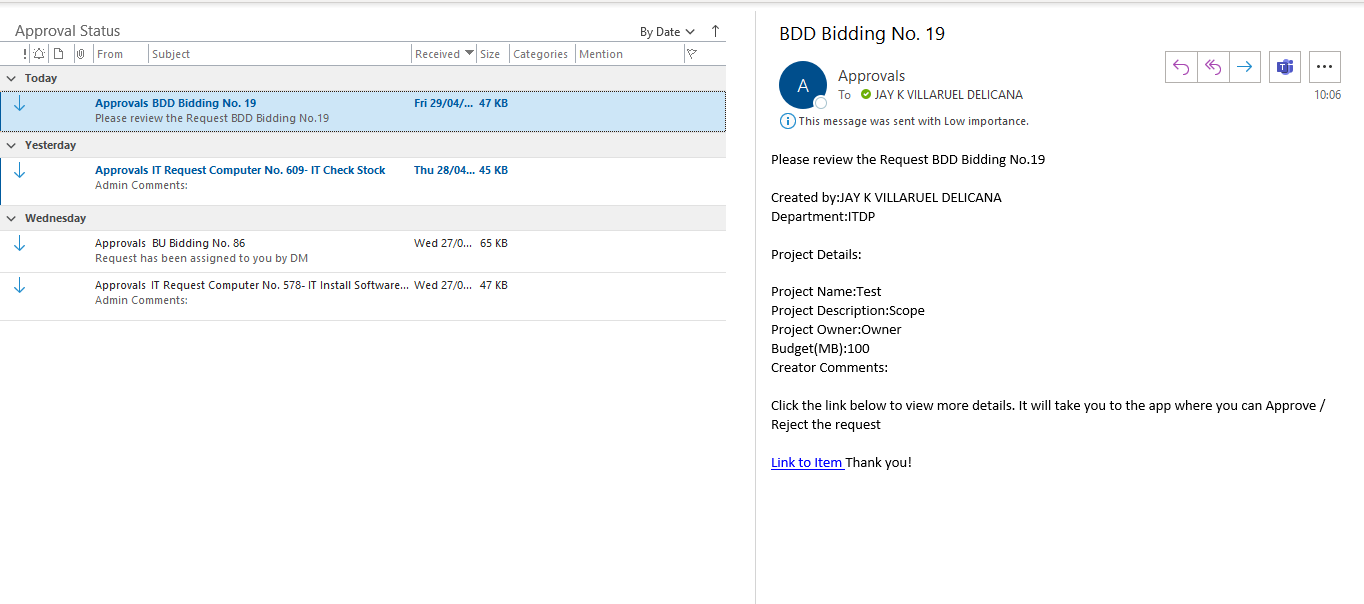 Approval Status
By Date
! From Subject Received Size Categories Mention
Today
Approvals BDD Bidding No. 19 Fri 29/04/... 47 KB
Please review the Request BDD Bidding No.19
Yesterday
Approvals IT Request Computer No. 609- IT Check Stock Thu 28/04... 45 KB
Admin Comments:
Wednesday
Approvals BU Bidding No. 86 Wed 27/0... 65 KB
Request has been assigned to you by DM
Approvals IT Request Computer No. 578- IT Install Software... Wed 27/0... 47 KB
Admin Comments:
BDD Bidding No. 19
A
Approvals
To JAY K VILLARUEL DELICANA
10:06
This message was sent with Low importance.
Please review the Request BDD Bidding No.19
Created by:JAY K VILLARUEL DELICANA
Department:ITDP
Project Details:
Project Name:Test
Project Description:Scope
Project Owner:Owner
Budget(MB):100
Creator Comments:
Click the link below to view more details. It will take you to the app where you can Approve /
Reject the request
Link to Item Thank you!